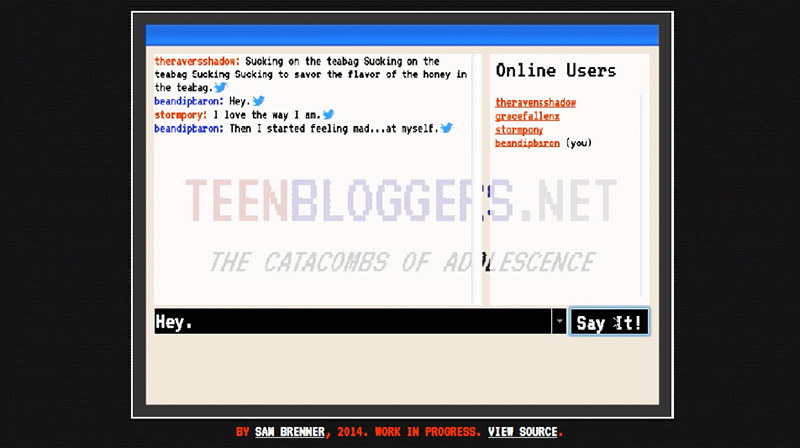 theravensshadow: Sucking on the teabag Sucking on the
teabag Sucking Sucking to savor the flavor of the honey in
the teabag.
beandipbaron: Hey.
stormpony: I love the way I am.
beandipbaron: Then I started feeling mad...at myself.
Online Users
theravensshadow
gracefallenx
stormpony
beandipbaron (you)
TEENBLOGGERS.NET
THE CATACOMBS OF ADOLESCENCE
Hey.
Say It!
BY SAM BRENNER, 2014. WORK IN PROGRESS. VIEW SOURCE.